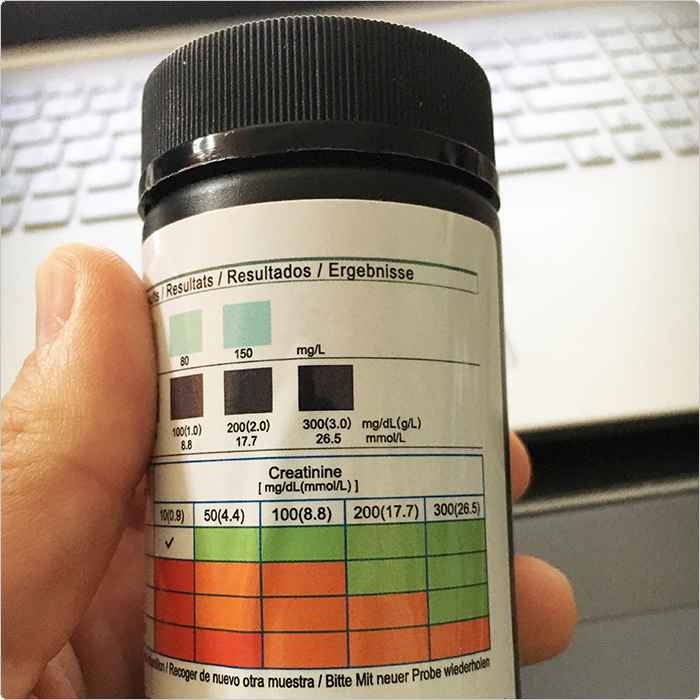 / Resultats / Resultados / Ergebnisse
80 150 mg/L
100(1.0) 200(2.0) 300(3.0) mg/dL(g/L)
8.8 17.7 26.5 mmol/L
Creatinine
[ mg/dL(mmol/L) ]
10(0.9) 50(4.4) 100(8.8) 200(17.7) 300(26.5)
/ Recoger de nuevo otra muestra / Bitte Mit neuer Probe wiederholen